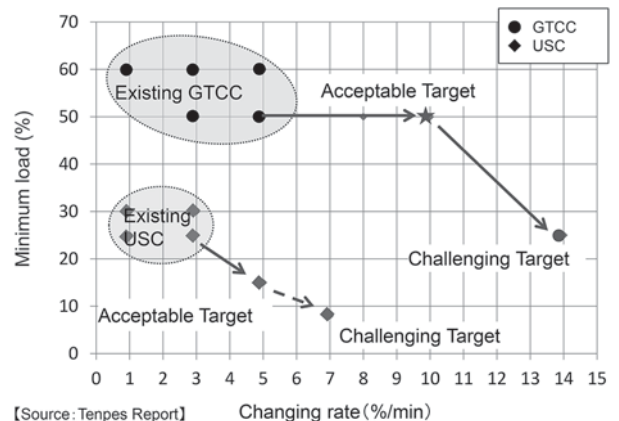 GTCC
USC
Minimum load (%)
70
60
50
40
30
20
10
0
Existing GTCC
Acceptable Target
Existing
USC
Challenging Target
Acceptable Target
Challenging Target
0 1 2 3 4 5 6 7 8 9 10 11 12 13 14 15
【Source: Tenpes Report】 Changing rate(%/min)